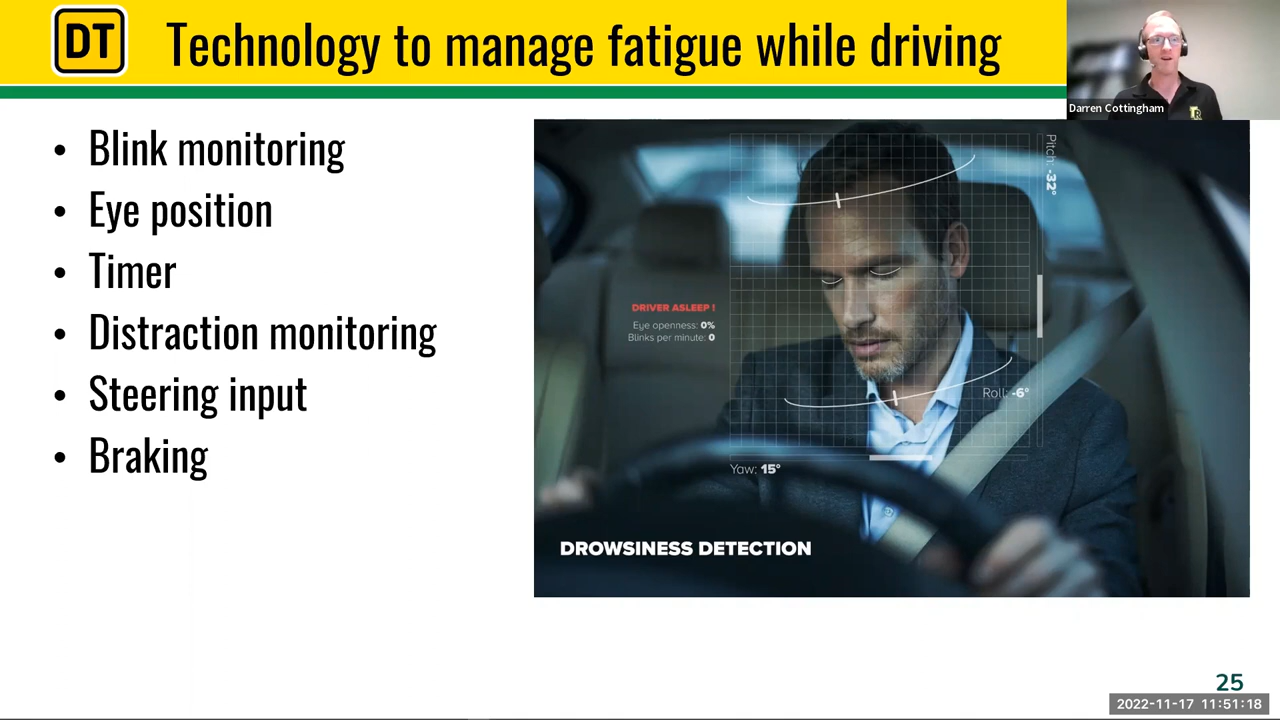 DT
Technology to manage fatigue while driving
Darren Cottingham
TR
• Blink monitoring
• Eye position
• Timer
• Distraction monitoring
• Steering input
• Braking
Pitch: -32°
DRIVER ASLEEP !
Eye openness: 0%
Blinks per minute: 0
Roll: -6°
Yaw: 15°
DROWSINESS DETECTION
25
2022-11-17 11:51:18